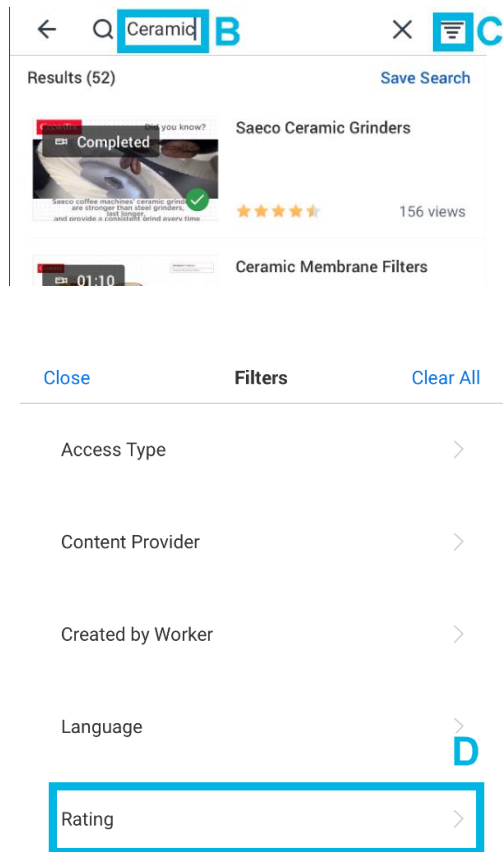 Ceramic B C
Results (52) Save Search
Did you know?
Completed
Saeco Ceramic Grinders
Saeco coffee machines' ceramic grinders
are stronger than steel grinders,
last longer,
and provide a consistent grind every time
156 views
Ceramic Membrane Filters
01:10
Close Filters Clear All
Access Type
Content Provider
Created by Worker
Language
D
Rating